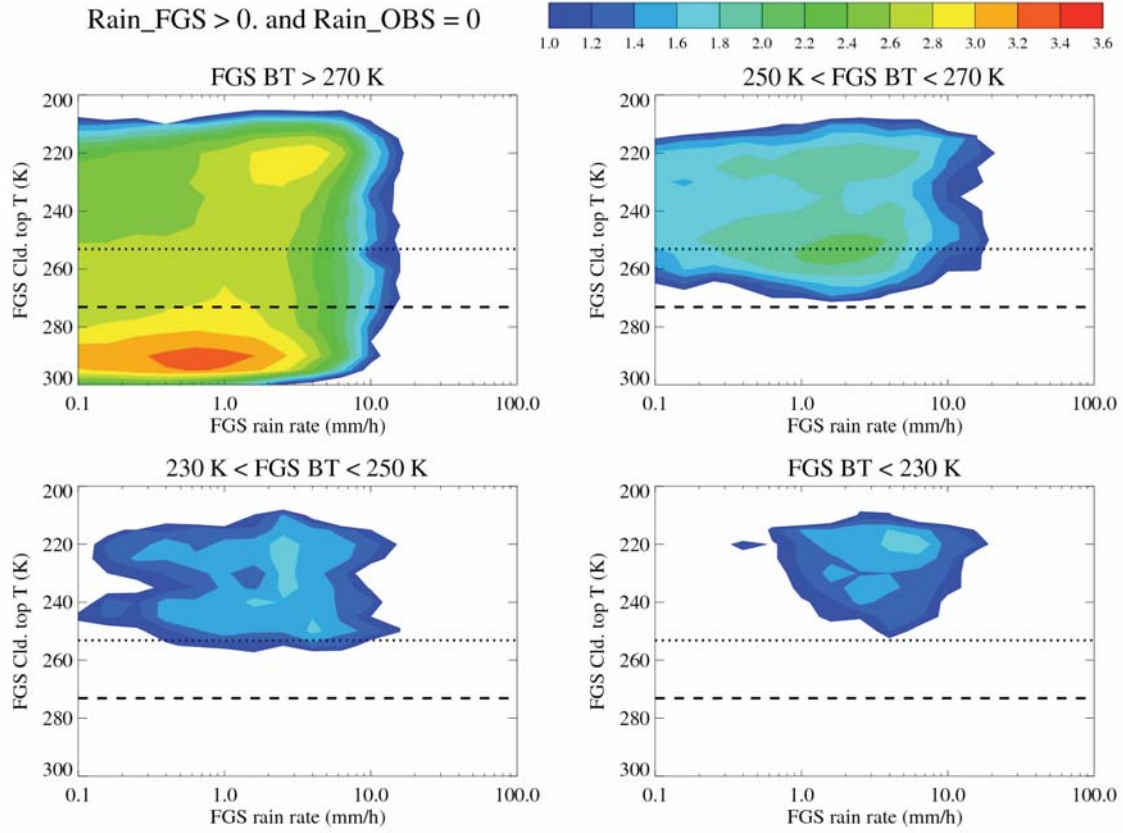 Rain_FGS > 0. and Rain_OBS = 0
1.0 1.2 1.4 1.6 1.8 2.0 2.2 2.4 2.6 2.8 3.0 3.2 3.4 3.6
FGS BT > 270 K
200
220
240
260
280
300
FGS Cld. top T (K)
0.1 1.0 10.0 100.0
FGS rain rate (mm/h)
250 K < FGS BT < 270 K
200
220
240
260
280
300
FGS Cld. top T (K)
0.1 1.0 10.0 100.0
FGS rain rate (mm/h)
230 K < FGS BT < 250 K
200
220
240
260
280
300
FGS Cld. top T (K)
0.1 1.0 10.0 100.0
FGS rain rate (mm/h)
FGS BT < 230 K
200
220
240
260
280
300
FGS Cld. top T (K)
0.1 1.0 10.0 100.0
FGS rain rate (mm/h)